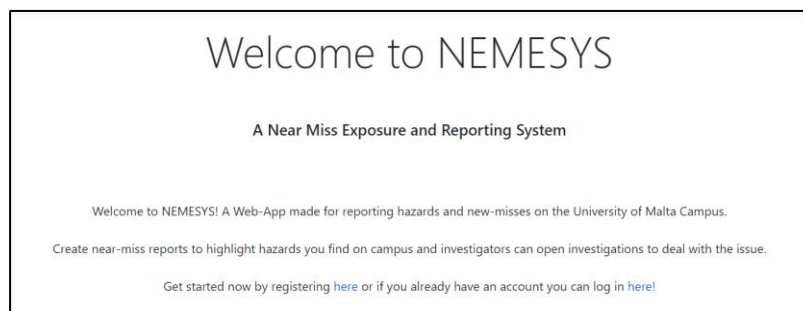 Welcome to NEMESYS
A Near Miss Exposure and Reporting System
Welcome to NEMESYS! A Web-App made for reporting hazards and new-misses on the University of Malta Campus.
Create near-miss reports to highlight hazards you find on campus and investigators can open investigations to deal with the issue.
Get started now by registering here or if you already have an account you can log in here!